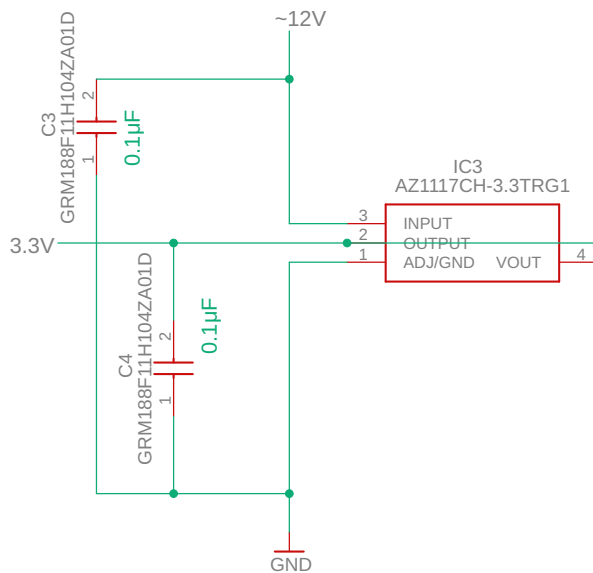 ~12V
C3
GRM188F11H104ZA01D
2
1
0.1µF
IC3
AZ1117CH-3.3TRG1
3
INPUT
2
OUTPUT
1
ADJ/GND
VOUT
4
3.3V
C4
GRM188F11H104ZA01D
2
1
0.1µF
GND